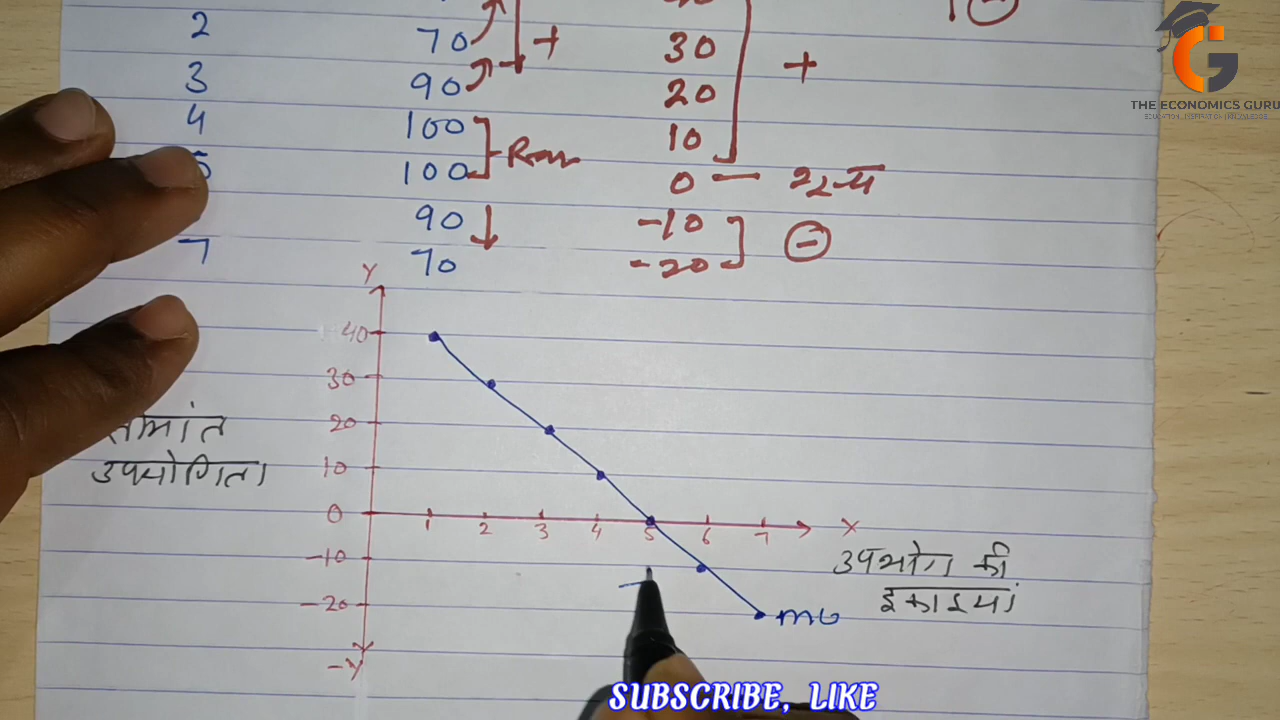 2 70 + 30 +
3 90 20
4 100 10
100 0 — शून्य
90 -10 ⊖
7 70 -20
THE ECONOMICS GURU
Y
40
30
20
10
0
-10
-20
-Y
सीमांत
उपयोगिता
1 2 3 4 5 6 7 X
उपभोग की
इकाइयां
MU
SUBSCRIBE, LIKE